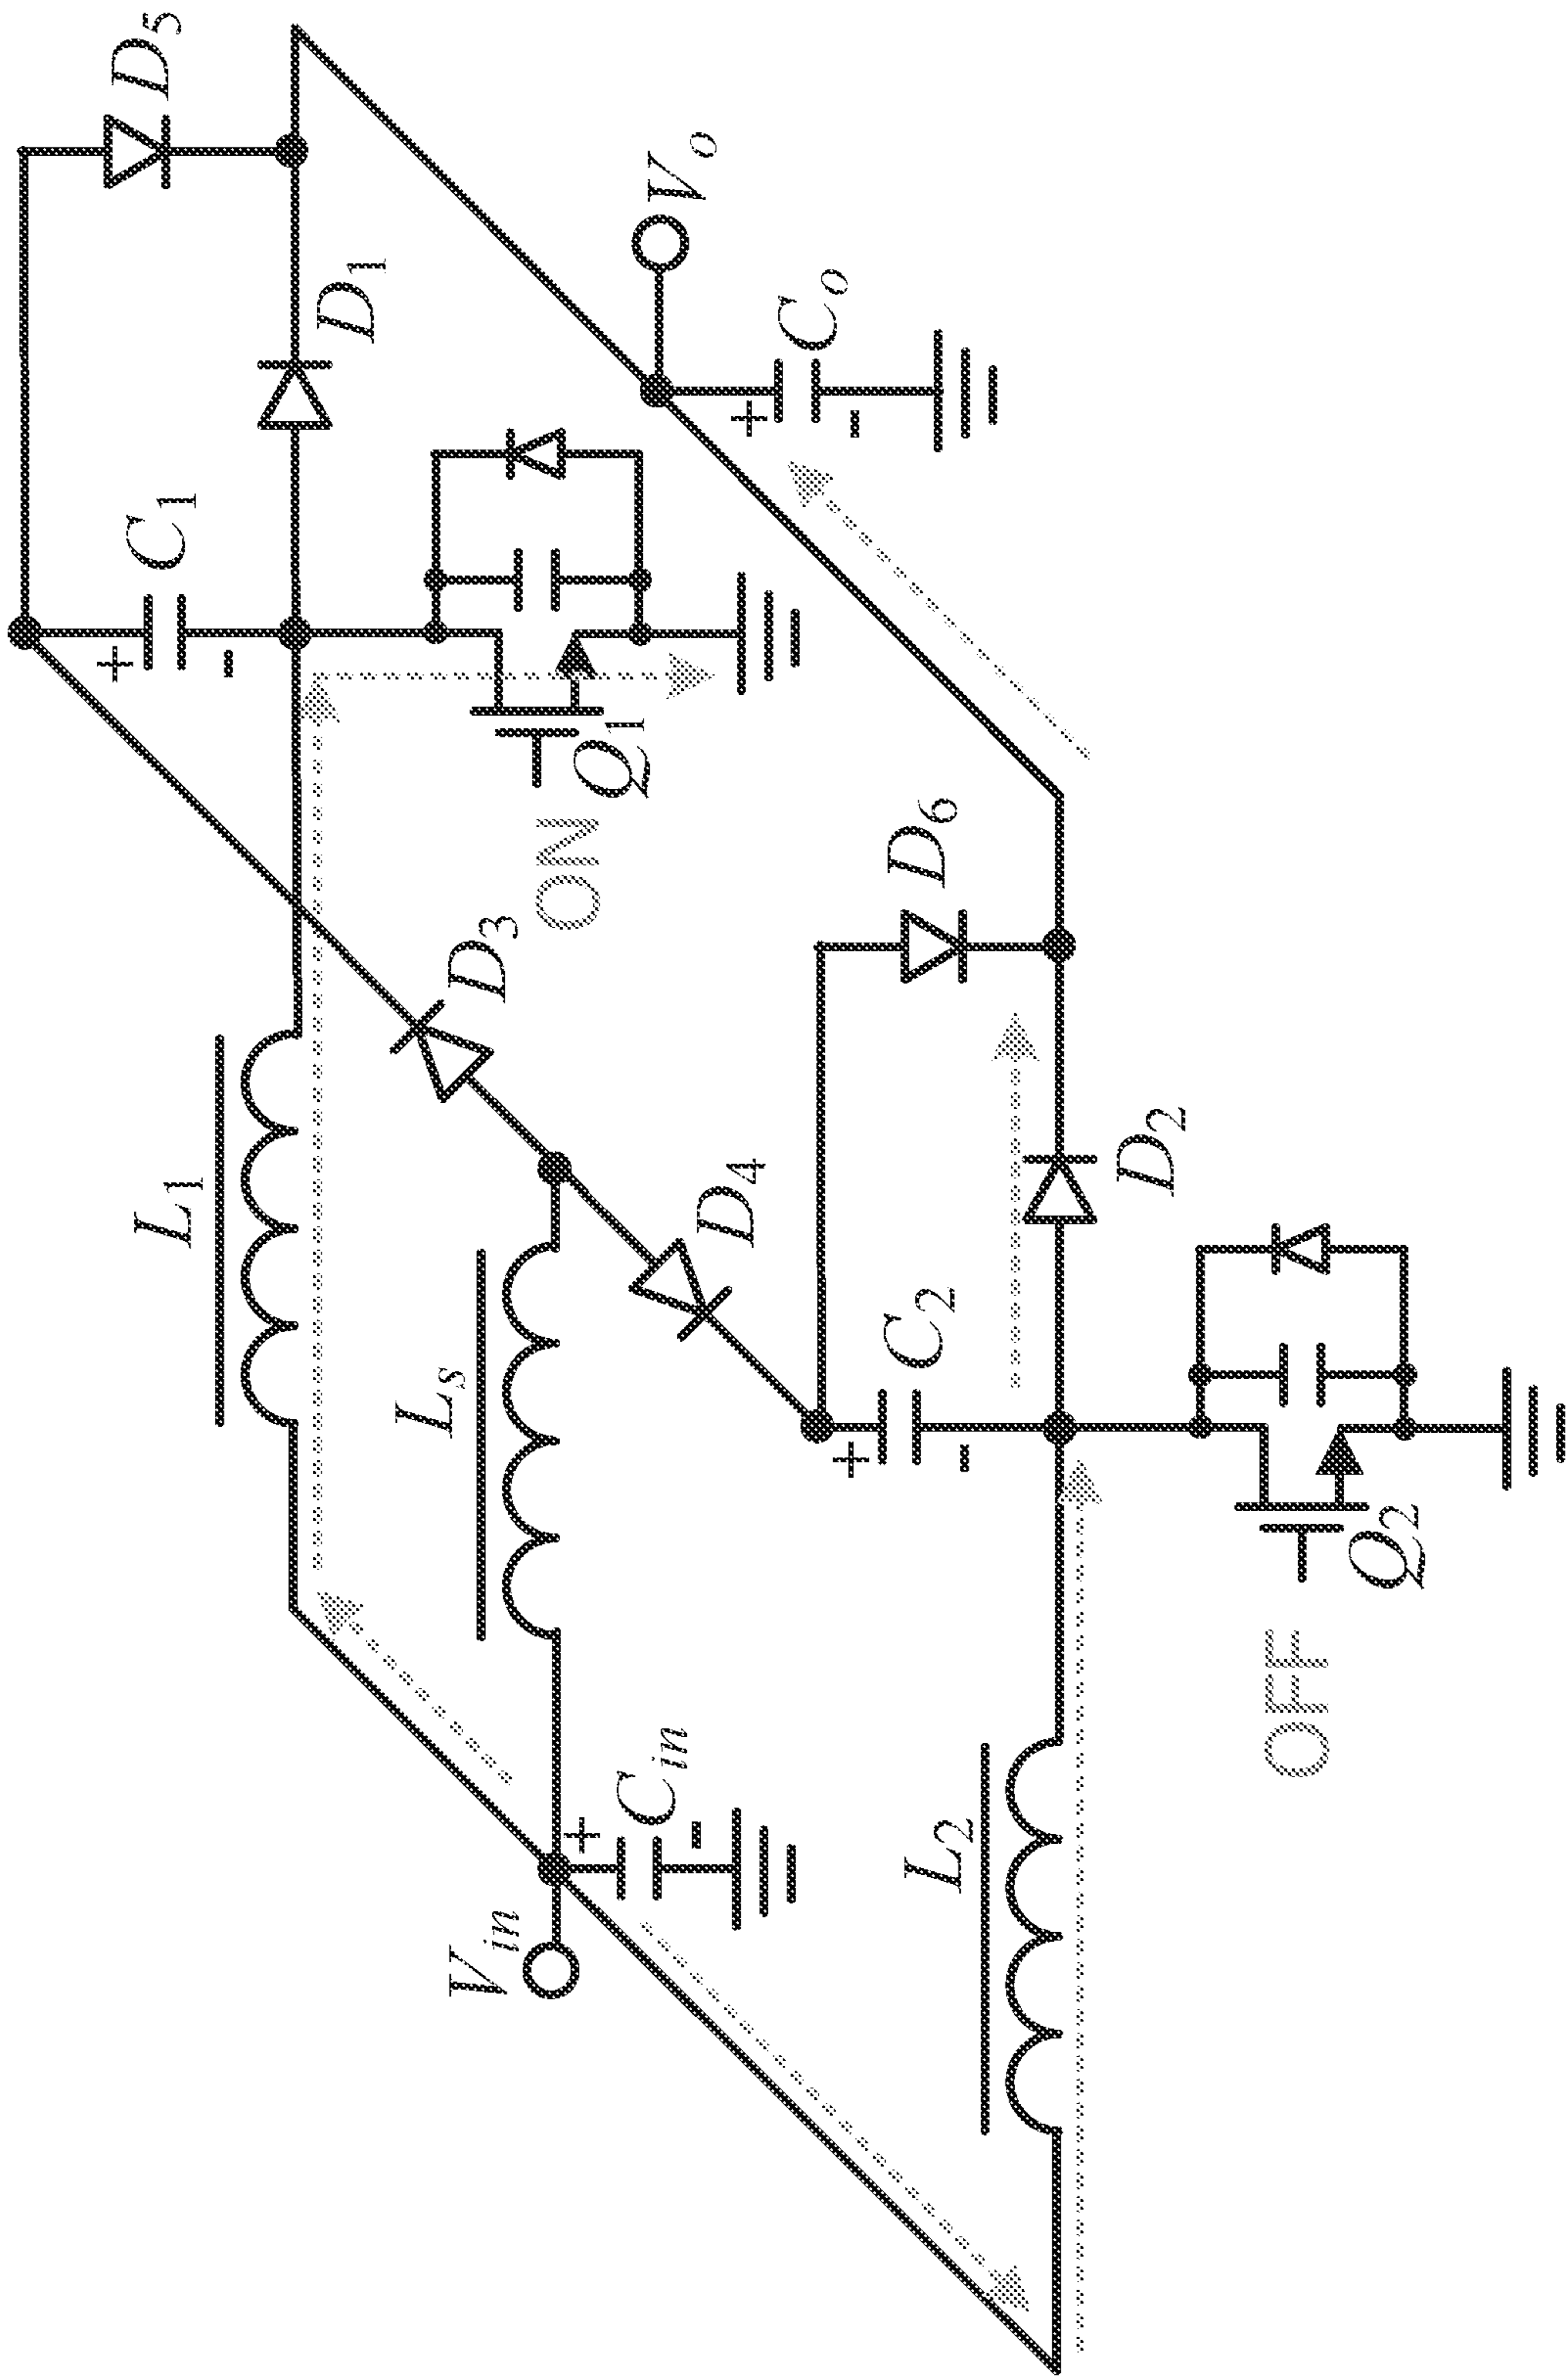 D5
C1
D1
Vo
Co
L1
Q1
ON
D3
Ls
D4
D6
Vin
Cin
C2
D2
L2
Q2
OFF
+
-
+
-
+
-
+
-